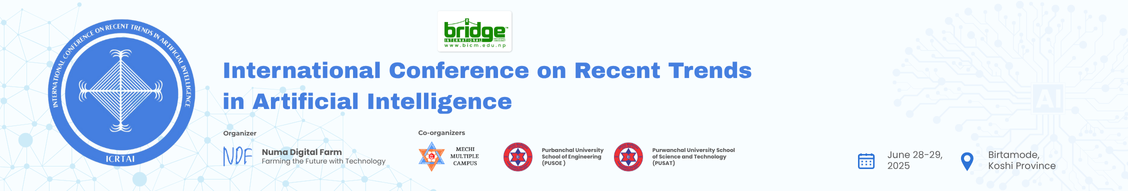 INTERNATIONAL CONFERENCE ON RECENT TRENDS IN ARTIFICIAL INTELLIGENCE
ICRTAI
bridge
INTERNATIONAL
www.bicm.edu.np
International Conference on Recent Trends
in Artificial Intelligence
Organizer
NDF
Numa Digital Farm
Farming the Future with Technology
Co-organizers
MECHI
MULTIPLE
CAMPUS
Purbanchal University
School of Engineering
(PUSOE)
Purwanchal University
School of Science and Technology
(PUSAT)
AI
June 28-29,
2025
Birtamode,
Koshi Province